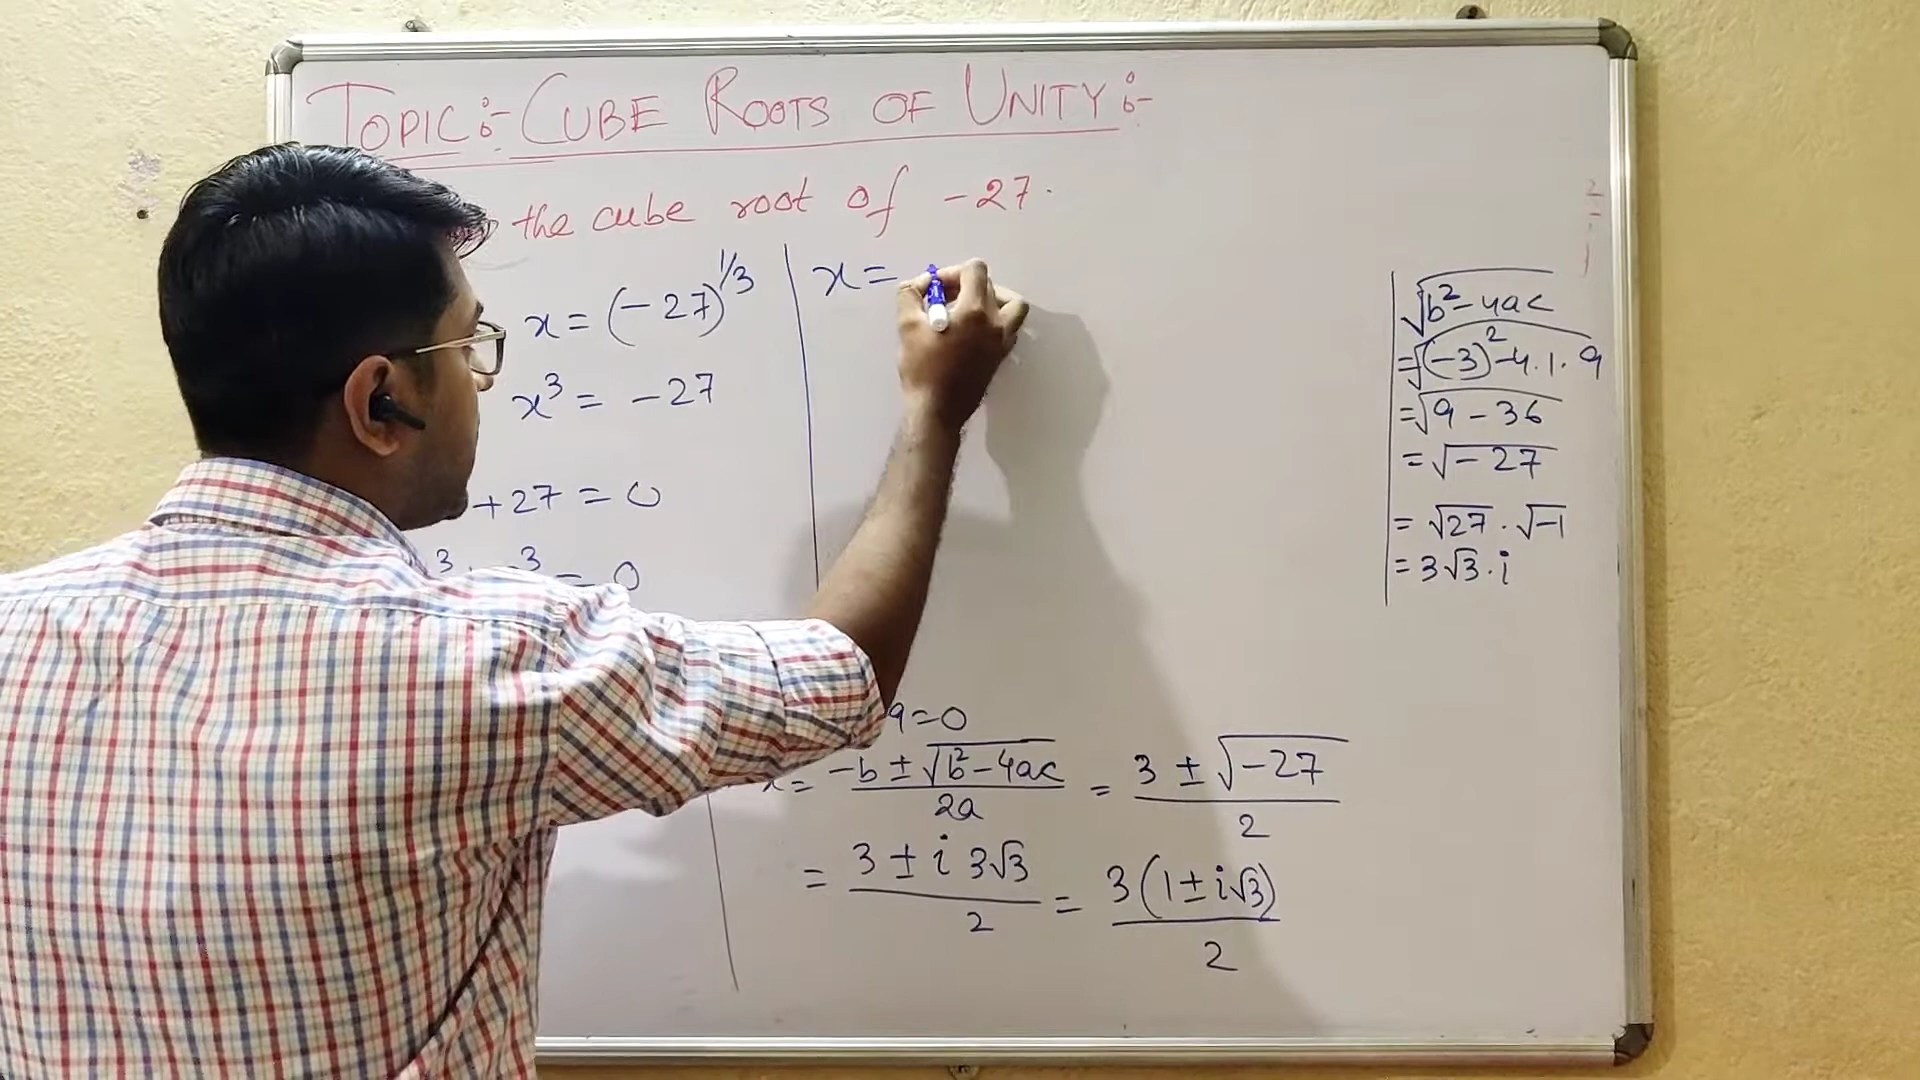 TOPIC:- CUBE ROOTS OF UNITY:-
the cube root of -27.
x = (-27)^1/3
x³ = -27
+27 = 0
³ ³ = 0
x =
9=0
x = (-b ± √(b²-4ac))/2a = (3 ± √-27)/2
= (3 ± i 3√3)/2 = 3(1 ± i√3)/2
√(b²-4ac)
= √((-3)²-4.1.9)
= √(9-36)
= √-27
= √27 . √-1
= 3√3 . i